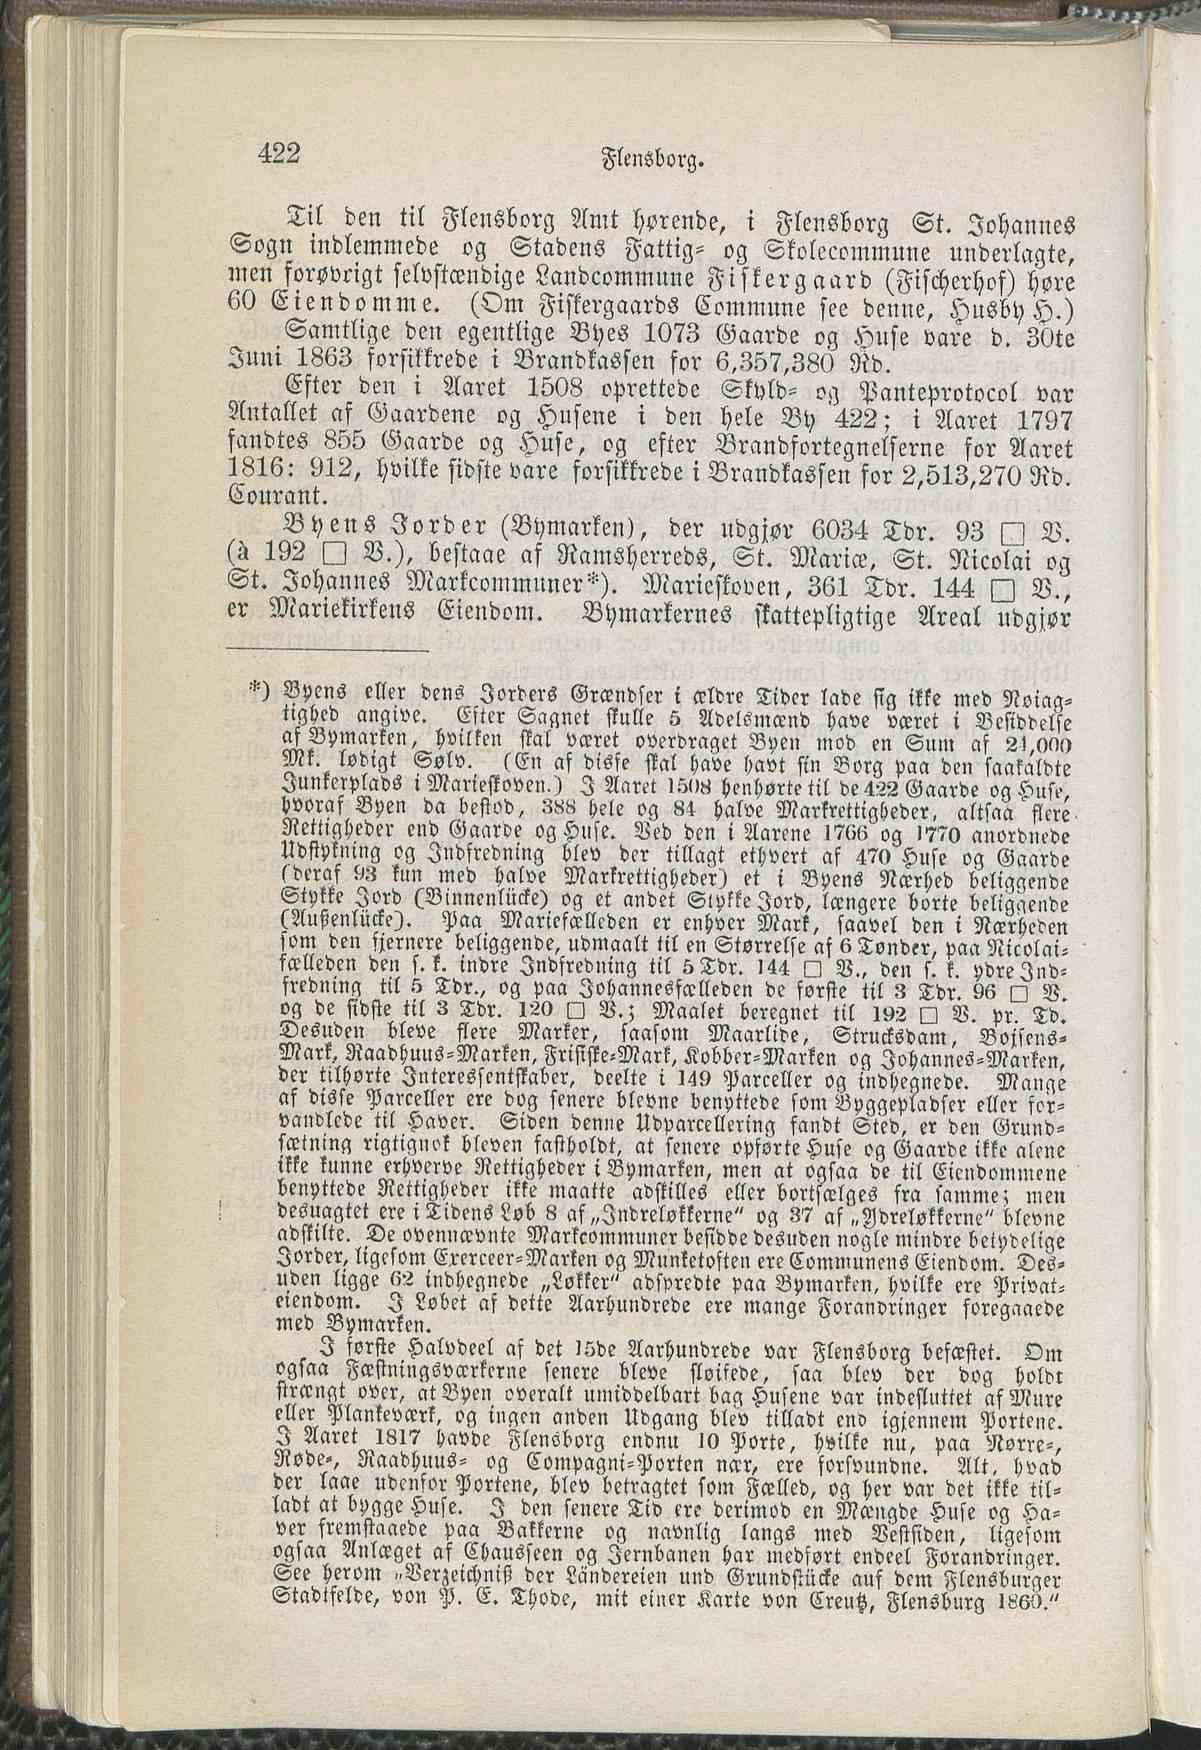 422
Flensborg.
Til den til Flensborg Amt hørende, i Flensborg St. Johannes
Sogn indlemmede og Stadens Fattig- og Skolecommune underlagte,
men forøvrigt selvstændige Landcommune Fiskergaard (Fischerhof) høre
60 Eiendomme. (Om Fiskergaards Commune see denne, Husby H.)
Samtlige den egentlige Byes 1073 Gaarde og Huse vare d. 30te
Juni 1863 forsikkrede i Brandkassen for 6,357,380 Rd.
Efter den i Aaret 1508 oprettede Skyld- og Panteprotocol var
Antallet af Gaardene og Husene i den hele By 422; i Aaret 1797
fandtes 855 Gaarde og Huse, og efter Brandfortegnelserne for Aaret
1816: 912, hvilke sidste vare forsikkrede i Brandkassen for 2,513,270 Rd.
Courant.
Byens Jorder (Bymarken), der udgjør 6034 Tdr. 93 □ V.
(à 192 □ V.), bestaae af Ramsherreds, St. Mariæ, St. Nicolai og
St. Johannes Markcommuner*). Marieskoven, 361 Tdr. 144 □ V.,
er Mariekirkens Eiendom. Bymarkernes skattepligtige Areal udgjør
*) Byens eller dens Jorders Grændser i ældre Tider lade sig ikke med Nøiag-
tighed angive. Efter Sagnet skulle 5 Adelsmænd have været i Besiddelse
af Bymarken, hvilken skal været overdraget Byen mod en Sum af 24,000
Mk. lødigt Sølv. (En af disse skal have havt sin Borg paa den saakaldte
Junkerplads i Marieskoven.) I Aaret 1508 henhørte til de 422 Gaarde og Huse,
hvoraf Byen da bestod, 388 hele og 84 halve Markrettigheder, altsaa flere
Rettigheder end Gaarde og Huse. Ved den i Aarene 1766 og 1770 anordnede
Udstykning og Indfredning blev der tillagt ethvert af 470 Huse og Gaarde
(deraf 93 kun med halve Markrettigheder) et i Byens Nærhed beliggende
Stykke Jord (Binnenlücke) og et andet Stykke Jord, længere borte beliggende
(Außenlücke). Paa Mariefælleden er enhver Mark, saavel den i Nærheden
som den fjernere beliggende, udmaalt til en Størrelse af 6 Tønder, paa Nicolai-
fælleden den s. k. indre Indfredning til 5 Tdr. 144 □ V., den s. k. ydre Ind-
fredning til 5 Tdr., og paa Johannesfælleden de første til 3 Tdr. 96 □ V.
og de sidste til 3 Tdr. 120 □ V.; Maalet beregnet til 192 □ V. pr. Td.
Desuden bleve flere Marker, saasom Maarlide, Strucksdam, Bojsens-
Mark, Raadhuus-Marken, Frisiske-Mark, Kobber-Marken og Johannes-Marken,
der tilhørte Interessentskaber, deelte i 149 Parceller og indhegnede. Mange
af disse Parceller ere dog senere blevne benyttede som Byggepladser eller for-
vandlede til Haver. Siden denne Udparcellering fandt Sted, er den Grund-
sætning rigtignok bleven fastholdt, at senere opførte Huse og Gaarde ikke alene
ikke kunne erhverve Rettigheder i Bymarken, men at ogsaa de til Eiendommene
benyttede Rettigheder ikke maatte adskilles eller bortsælges fra samme; men
desuagtet ere i Tidens Løb 8 af „Indreløkkerne“ og 37 af „Ydreløkkerne“ blevne
adskilte. De ovennævnte Markcommuner besidde desuden nogle mindre betydelige
Jorder, ligesom Exerceer-Marken og Munketoften ere Communens Eiendom. Des-
uden ligge 62 indhegnede „Løkker“ adspredte paa Bymarken, hvilke ere Privat-
eiendom. I Løbet af dette Aarhundrede ere mange Forandringer foregaaede
med Bymarken.
I første Halvdeel af det 15de Aarhundrede var Flensborg befæstet. Om
ogsaa Fæstningsværkerne senere bleve sløifede, saa blev der dog holdt
strængt over, at Byen overalt umiddelbart bag Husene var indesluttet af Mure
eller Plankeværk, og ingen anden Udgang blev tilladt end igjennem Portene.
I Aaret 1817 havde Flensborg endnu 10 Porte, hvilke nu, paa Nørre-,
Røde-, Raadhuus- og Compagni-Porten nær, ere forsvundne. Alt, hvad
der laae udenfor Portene, blev betragtet som Fælled, og her var det ikke til-
ladt at bygge Huse. I den senere Tid ere derimod en Mængde Huse og Ha-
ver fremstaaede paa Bakkerne og navnlig langs med Vestsiden, ligesom
ogsaa Anlæget af Chausseen og Jernbanen har medført endeel Forandringer.
See herom „Verzeichniß der Ländereien und Grundstücke auf dem Flensburger
Stadtfelde, von P. E. Thode, mit einer Karte von Creutz, Flensburg 1860.“